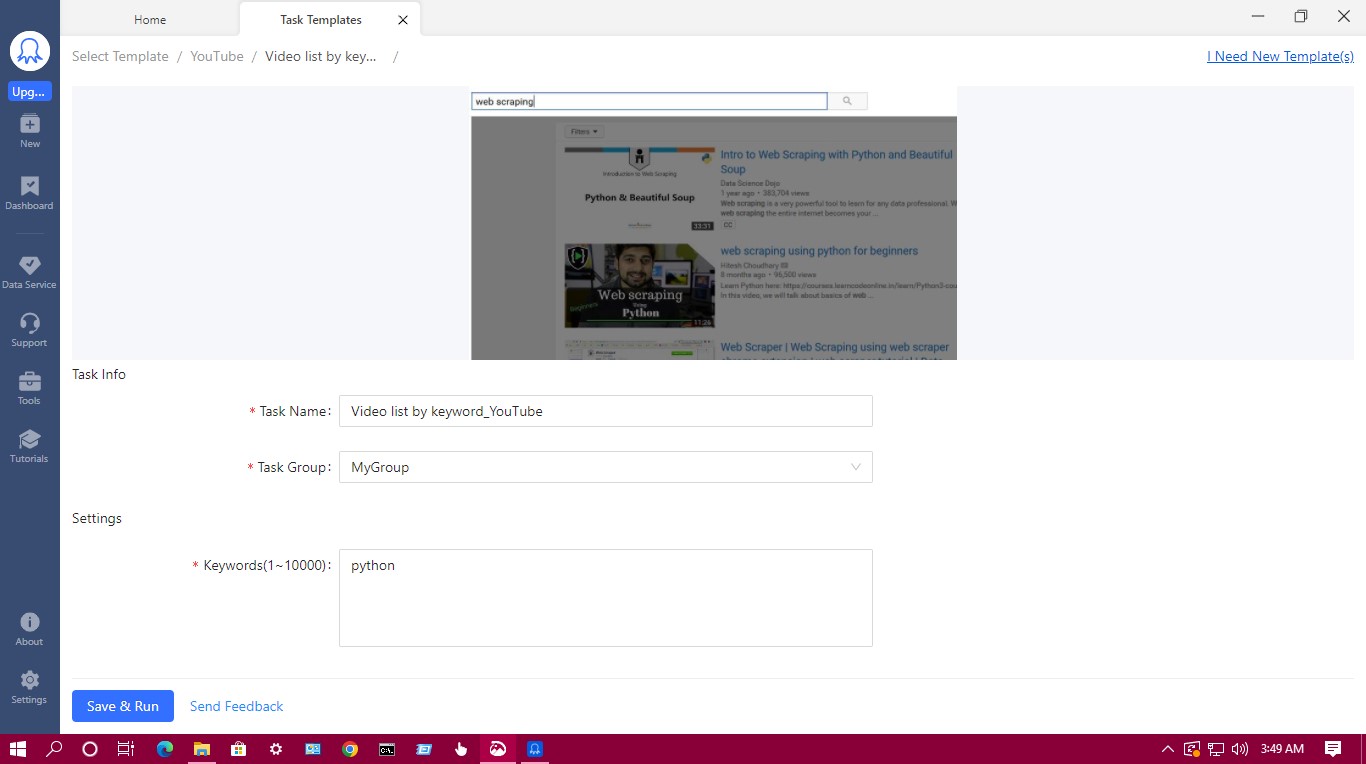 Home
Task Templates
Select Template / YouTube / Video list by key... /
I Need New Template(s)
Upg...
New
Dashboard
Data Service
Support
Tools
Tutorials
About
Settings
web scraping
Filters
Introduction to Web Scraping
Python & Beautiful Soup
33:31
Intro to Web Scraping with Python and Beautiful
Soup
Data Science Dojo
1 year ago • 383,704 views
Web scraping is a very powerful tool to learn for any data professional. W
web scraping the entire internet becomes your ...
CC
Web scraping
Using
Python
Beginners
11:26
web scraping using python for beginners
Hitesh Choudhary
8 months ago • 96,500 views
Learn Python here: https://courses.learncodeonline.in/learn/Python3-cou
In this video, we will talk about basics of web ...
Web Scraper | Web Scraping using web scraper
Task Info
* Task Name: Video list by keyword_YouTube
* Task Group: MyGroup
Settings
* Keywords(1~10000): python
Save & Run
Send Feedback
3:49 AM